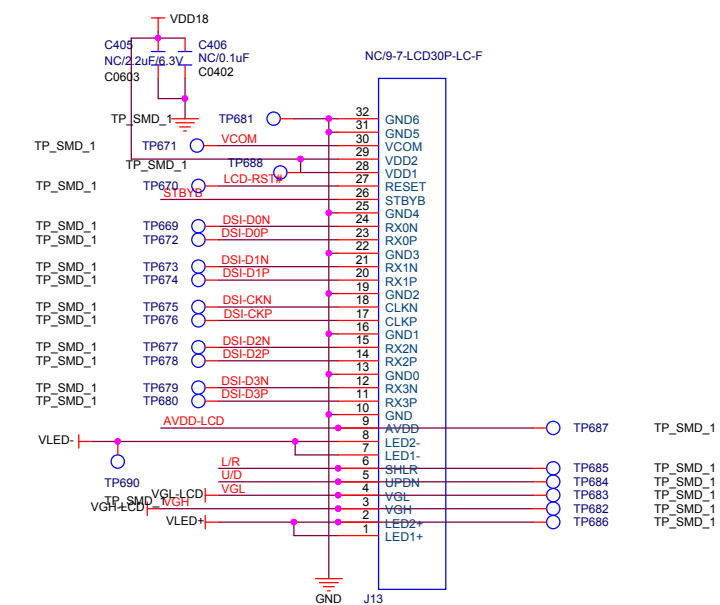 VDD18
C405 C406
NC/2.2uF/6.3V NC/0.1uF
C0603 C0402
NC/9-7-LCD30P-LC-F
TP_SMD_1 TP681 32 GND6
31 GND5
TP_SMD_1 TP671 VCOM 30 VCOM
29 VDD2
TP_SMD_1 TP688 28 VDD1
TP_SMD_1 TP670 LCD-RST# 27 RESET
STBYB 26 STBYB
25 GND4
TP_SMD_1 TP669 DSI-D0N 24 RX0N
TP_SMD_1 TP672 DSI-D0P 23 RX0P
22 GND3
TP_SMD_1 TP673 DSI-D1N 21 RX1N
TP_SMD_1 TP674 DSI-D1P 20 RX1P
19 GND2
TP_SMD_1 TP675 DSI-CKN 18 CLKN
TP_SMD_1 TP676 DSI-CKP 17 CLKP
16 GND1
TP_SMD_1 TP677 DSI-D2N 15 RX2N
TP_SMD_1 TP678 DSI-D2P 14 RX2P
13 GND0
TP_SMD_1 TP679 DSI-D3N 12 RX3N
TP_SMD_1 TP680 DSI-D3P 11 RX3P
10 GND
AVDD-LCD 9 AVDD TP687 TP_SMD_1
VLED- 8 LED2-
7 LED1-
L/R 6 SHLR TP685 TP_SMD_1
TP690 U/D 5 UPDN TP684 TP_SMD_1
VGL-LCD VGL 4 VGL TP683 TP_SMD_1
TP_SMD_1 VGH-LCD VGH 3 VGH TP682 TP_SMD_1
VLED+ 2 LED2+ TP686 TP_SMD_1
1 LED1+
GND J13